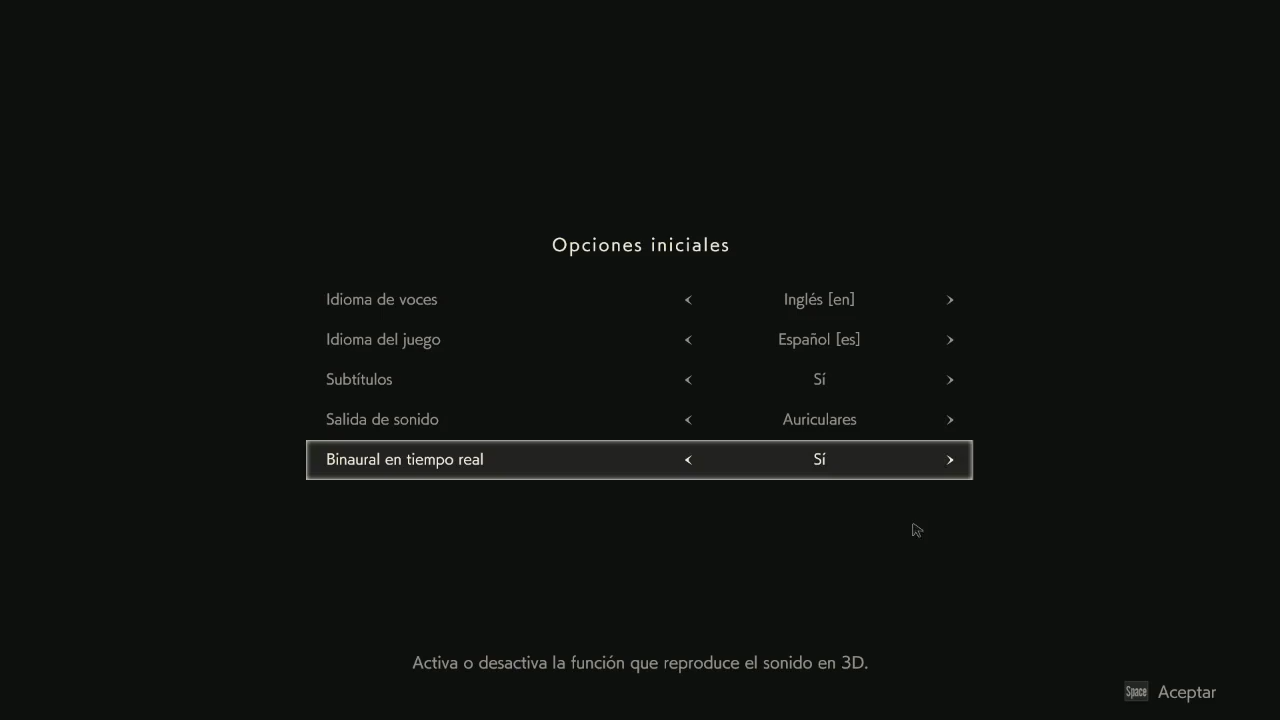 Opciones iniciales
Idioma de voces < Inglés [en] >
Idioma del juego < Español [es] >
Subtítulos < Sí >
Salida de sonido < Auriculares >
Binaural en tiempo real < Sí >
Activa o desactiva la función que reproduce el sonido en 3D.
Space Aceptar